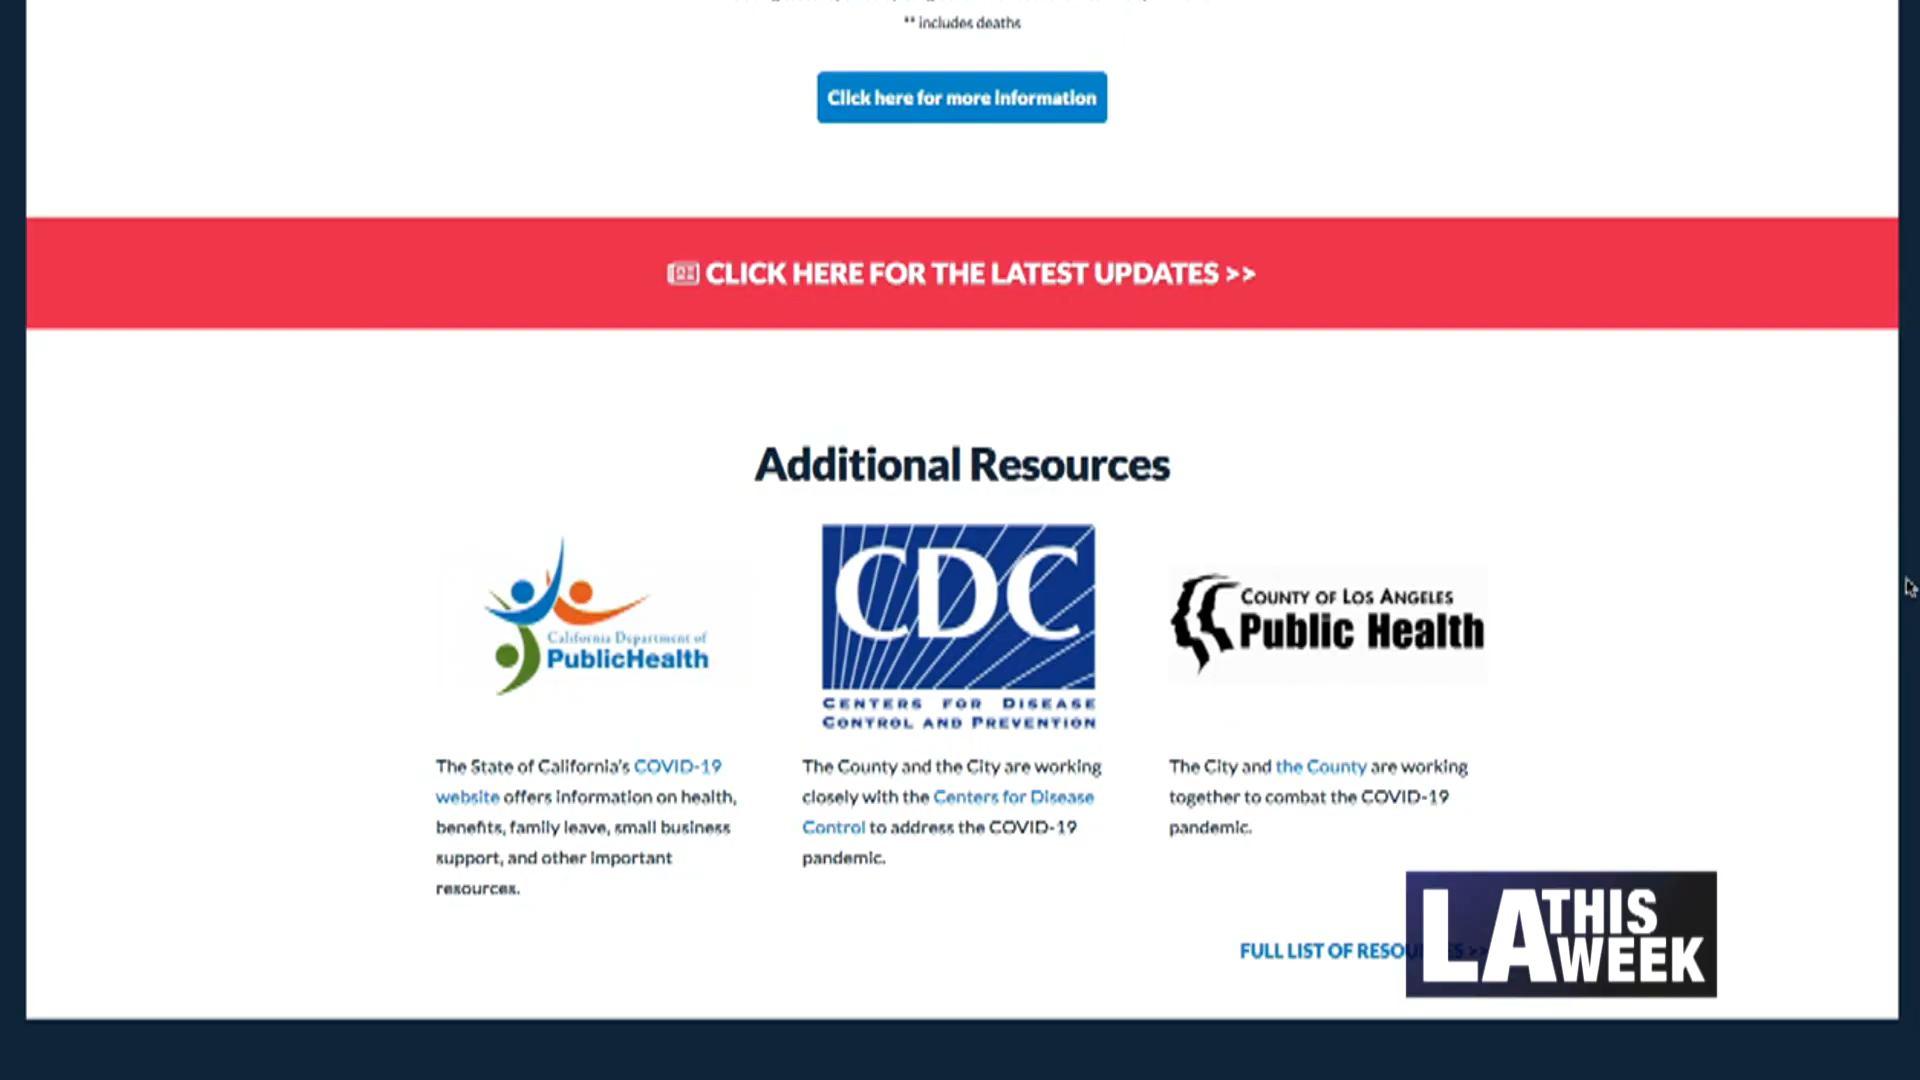 ** includes deaths
Click here for more information
CLICK HERE FOR THE LATEST UPDATES >>
Additional Resources
California Department of
PublicHealth
CDC
CENTERS FOR DISEASE
CONTROL AND PREVENTION
COUNTY OF LOS ANGELES
Public Health
The State of California's COVID-19
website offers information on health,
benefits, family leave, small business
support, and other important
resources.
The County and the City are working
closely with the Centers for Disease
Control to address the COVID-19
pandemic.
The City and the County are working
together to combat the COVID-19
pandemic.
FULL LIST OF
LA THIS WEEK